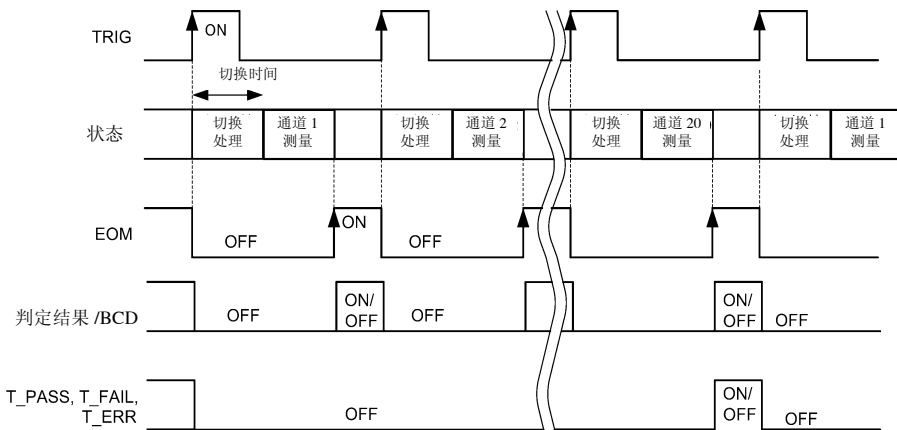 TRIG
ON
切换时间
状态
切换
处理
通道 1
测量
切换
处理
通道 2
测量
切换
处理
通道 20
测量
切换
处理
通道 1
测量
EOM
OFF
ON
OFF
判定结果 /BCD
OFF
ON/
OFF
OFF
ON/
OFF
OFF
T_PASS, T_FAIL,
T_ERR
OFF
ON/
OFF
OFF